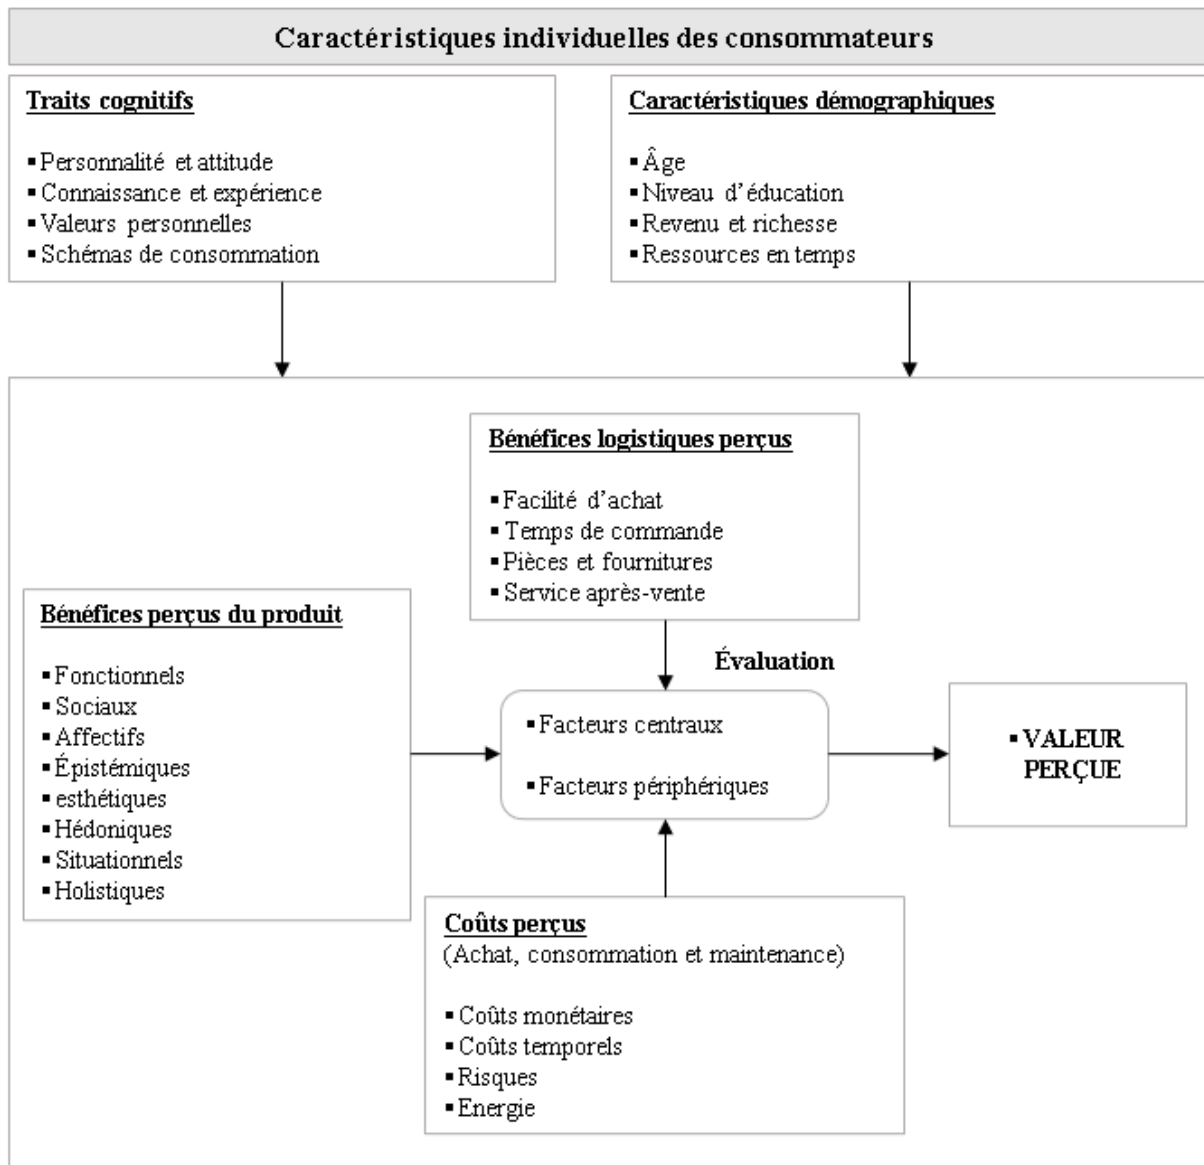 Caractéristiques individuelles des consommateurs
Traits cognitifs
▪ Personnalité et attitude
▪ Connaissance et expérience
▪ Valeurs personnelles
▪ Schémas de consommation
Caractéristiques démographiques
▪ Âge
▪ Niveau d’éducation
▪ Revenu et richesse
▪ Ressources en temps
Bénéfices logistiques perçus
▪ Facilité d’achat
▪ Temps de commande
▪ Pièces et fournitures
▪ Service après-vente
Bénéfices perçus du produit
▪ Fonctionnels
▪ Sociaux
▪ Affectifs
▪ Épistémiques
▪ esthétiques
▪ Hédoniques
▪ Situationnels
▪ Holistiques
Évaluation
▪ Facteurs centraux
▪ Facteurs périphériques
▪ VALEUR
PERÇUE
Coûts perçus
(Achat, consommation et maintenance)
▪ Coûts monétaires
▪ Coûts temporels
▪ Risques
▪ Energie